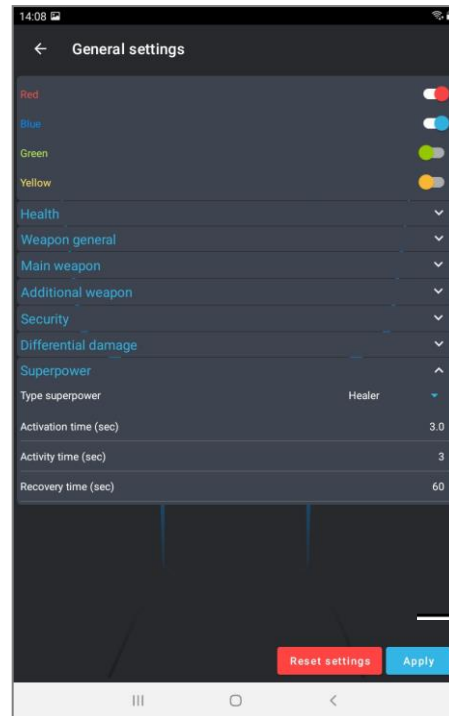 14:08
General settings
Red
Blue
Green
Yellow
Health
Weapon general
Main weapon
Additional weapon
Security
Differential damage
Superpower
Type superpower Healer
Activation time (sec) 3.0
Activity time (sec) 3
Recovery time (sec) 60
Reset settings Apply